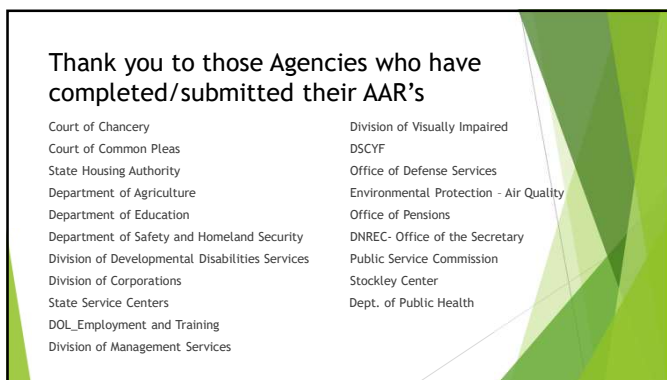 Thank you to those Agencies who have
completed/submitted their AAR’s
Court of Chancery
Court of Common Pleas
State Housing Authority
Department of Agriculture
Department of Education
Department of Safety and Homeland Security
Division of Developmental Disabilities Services
Division of Corporations
State Service Centers
DOL_Employment and Training
Division of Management Services
Division of Visually Impaired
DSCYF
Office of Defense Services
Environmental Protection – Air Quality
Office of Pensions
DNREC- Office of the Secretary
Public Service Commission
Stockley Center
Dept. of Public Health